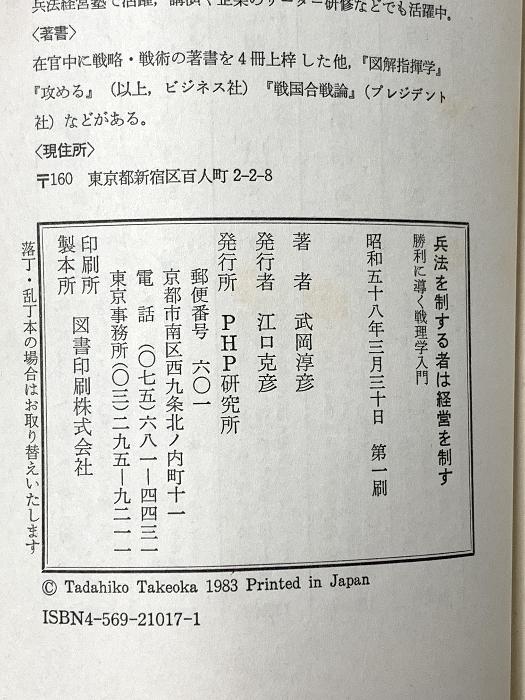 兵法経営塾で活躍，講演や企業のリーダー研修などでも活躍中。
〈著書〉
在官中に戦略・戦術の著書を4冊上梓した他，『図解指揮学』
『攻める』（以上，ビジネス社）『戦国合戦論』（プレジデント
社）などがある。
〈現住所〉
〒160 東京都新宿区百人町2-2-8
兵法を制する者は経営を制す
勝利に導く戦理学入門
昭和五十八年三月三十日 第一刷
著者 武岡淳彦
発行者 江口克彦
発行所 PHP研究所
郵便番号 六〇一
京都市南区西九条北ノ内町十一
電話（〇七五）六八一―四四三一
東京事務所（〇三）二九五―九二一一
印刷所
製本所 図書印刷株式会社
落丁・乱丁本の場合はお取り替えいたします
© Tadahiko Takeoka 1983 Printed in Japan
ISBN4-569-21017-1